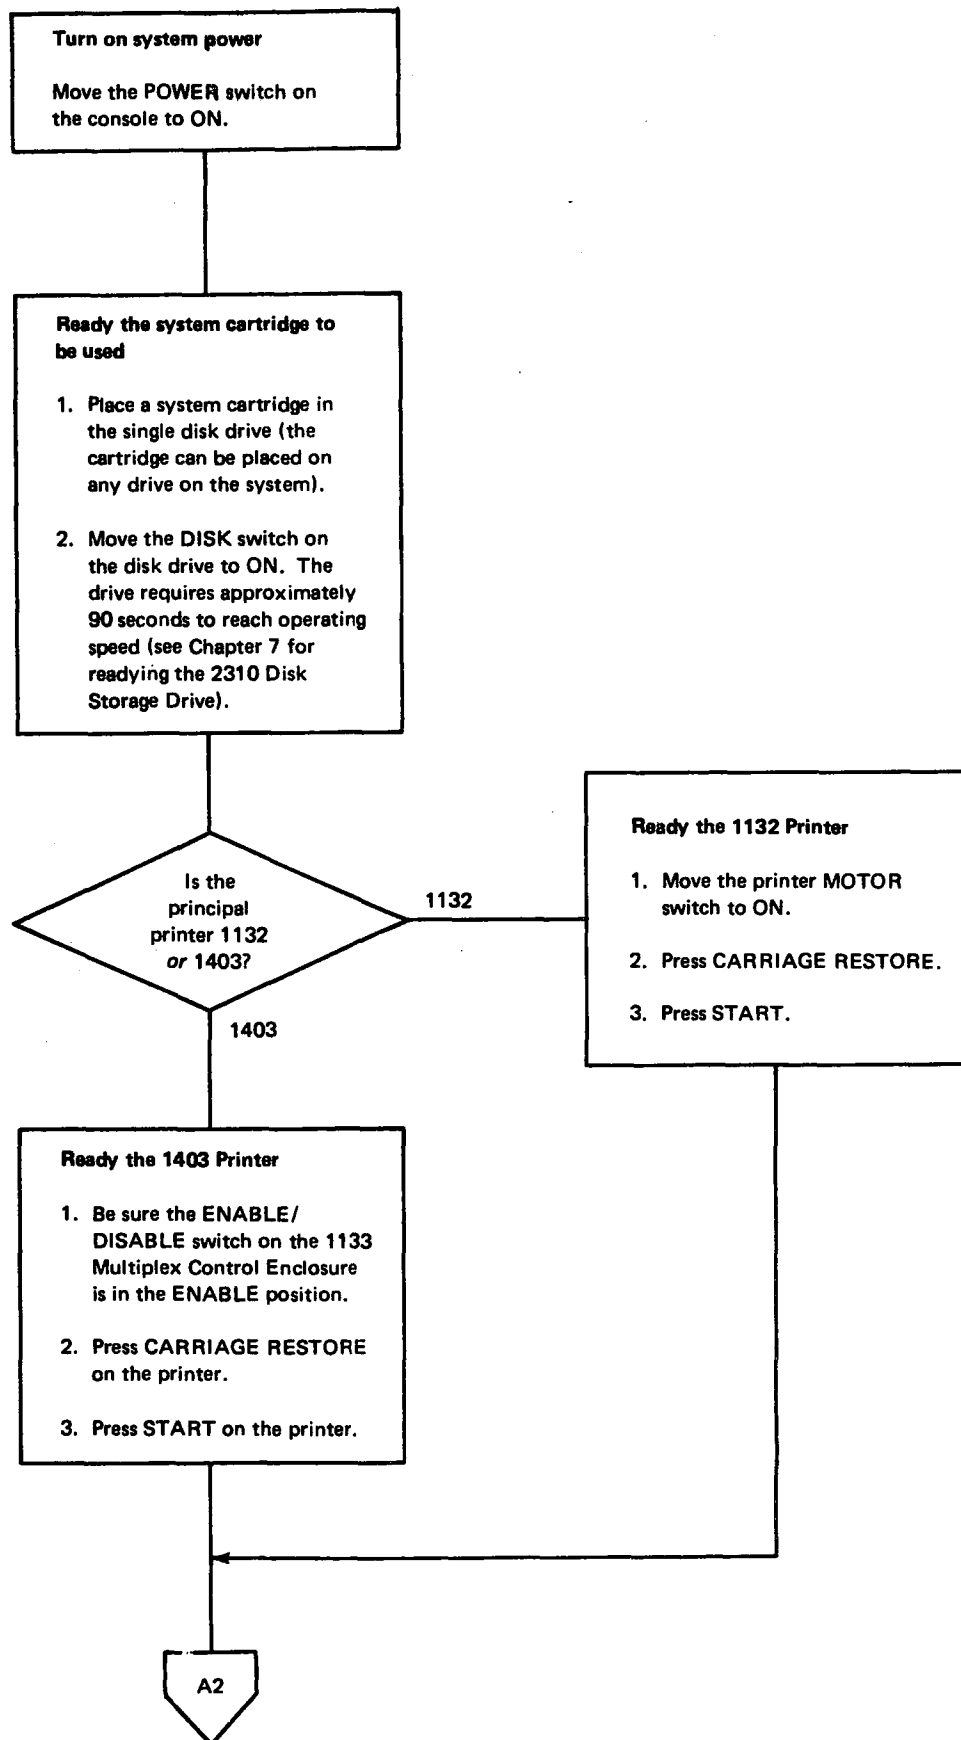 Turn on system power
Move the POWER switch on
the console to ON.
Ready the system cartridge to
be used
1. Place a system cartridge in
the single disk drive (the
cartridge can be placed on
any drive on the system).
2. Move the DISK switch on
the disk drive to ON. The
drive requires approximately
90 seconds to reach operating
speed (see Chapter 7 for
readying the 2310 Disk
Storage Drive).
Is the
principal
printer 1132
or 1403?
1132
1403
Ready the 1132 Printer
1. Move the printer MOTOR
switch to ON.
2. Press CARRIAGE RESTORE.
3. Press START.
Ready the 1403 Printer
1. Be sure the ENABLE/
DISABLE switch on the 1133
Multiplex Control Enclosure
is in the ENABLE position.
2. Press CARRIAGE RESTORE
on the printer.
3. Press START on the printer.
A2